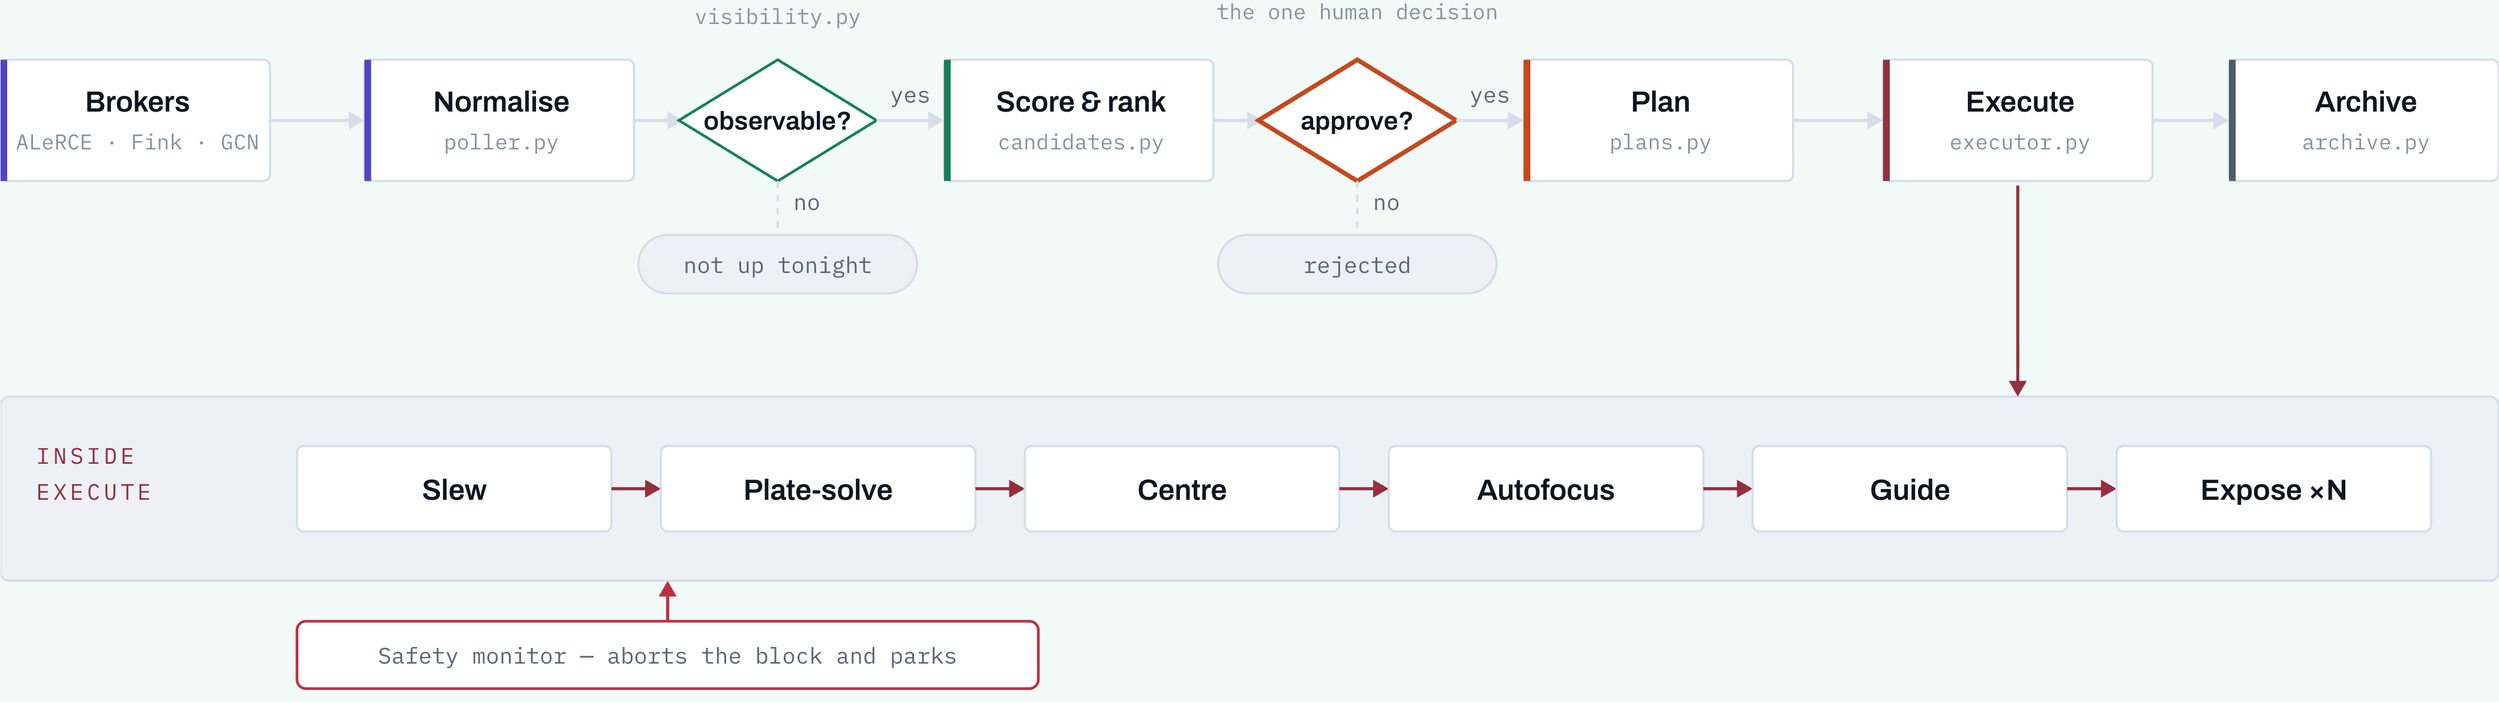 visibility.py
the one human decision
Brokers
ALeRCE · Fink · GCN
Normalise
poller.py
observable?
yes
Score & rank
candidates.py
approve?
yes
Plan
plans.py
Execute
executor.py
Archive
archive.py
no
not up tonight
no
rejected
INSIDE
EXECUTE
Slew
Plate-solve
Centre
Autofocus
Guide
Expose ×N
Safety monitor — aborts the block and parks